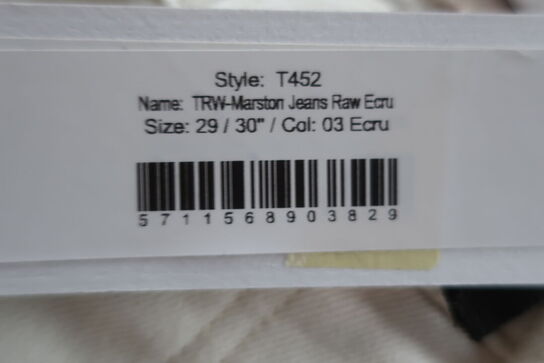 Style: T452
Name: TRW-Marston Jeans Raw Ecru
Size: 29 / 30" / Col: 03 Ecru
5711568903829